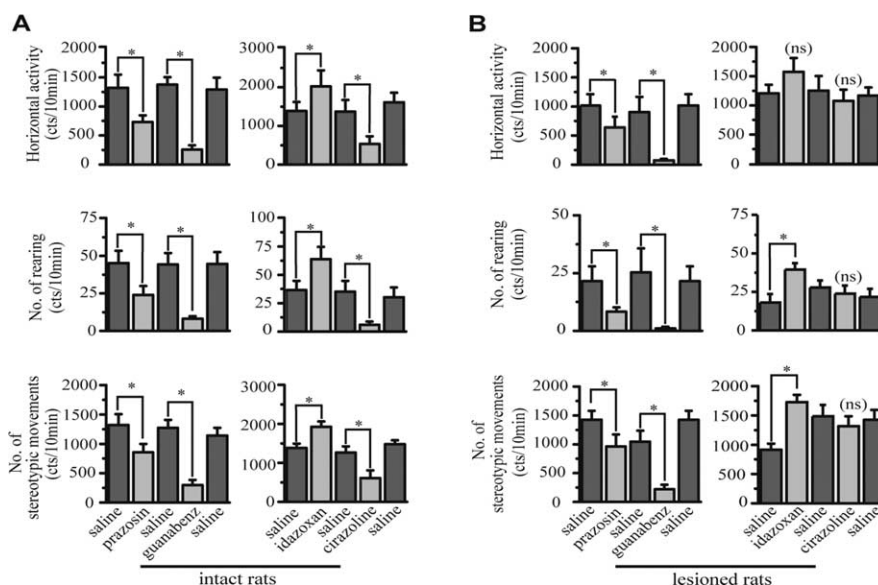 A
Horizontal activity
(cts/10min)
2000
1500
1000
500
0
*
*
3000
2000
1000
0
*
*
No. of rearing
(cts/10min)
75
50
25
0
*
*
100
75
50
25
0
*
*
No. of
stereotypic movements
(cts/10min)
2000
1500
1000
500
0
*
*
3000
2000
1000
0
*
*
saline
prazosin
saline
guanabenz
saline
saline
idazoxan
saline
cirazoline
saline
intact rats
B
Horizontal activity
(cts/10min)
2000
1500
1000
500
0
*
*
2000
1500
1000
500
0
(ns)
(ns)
No. of rearing
(cts/10min)
50
25
0
*
*
75
50
25
0
*
(ns)
No. of
stereotypic movements
(cts/10min)
2000
1500
1000
500
0
*
*
2000
1500
1000
500
0
*
(ns)
saline
prazosin
saline
guanabenz
saline
saline
idazoxan
saline
cirazoline
saline
lesioned rats